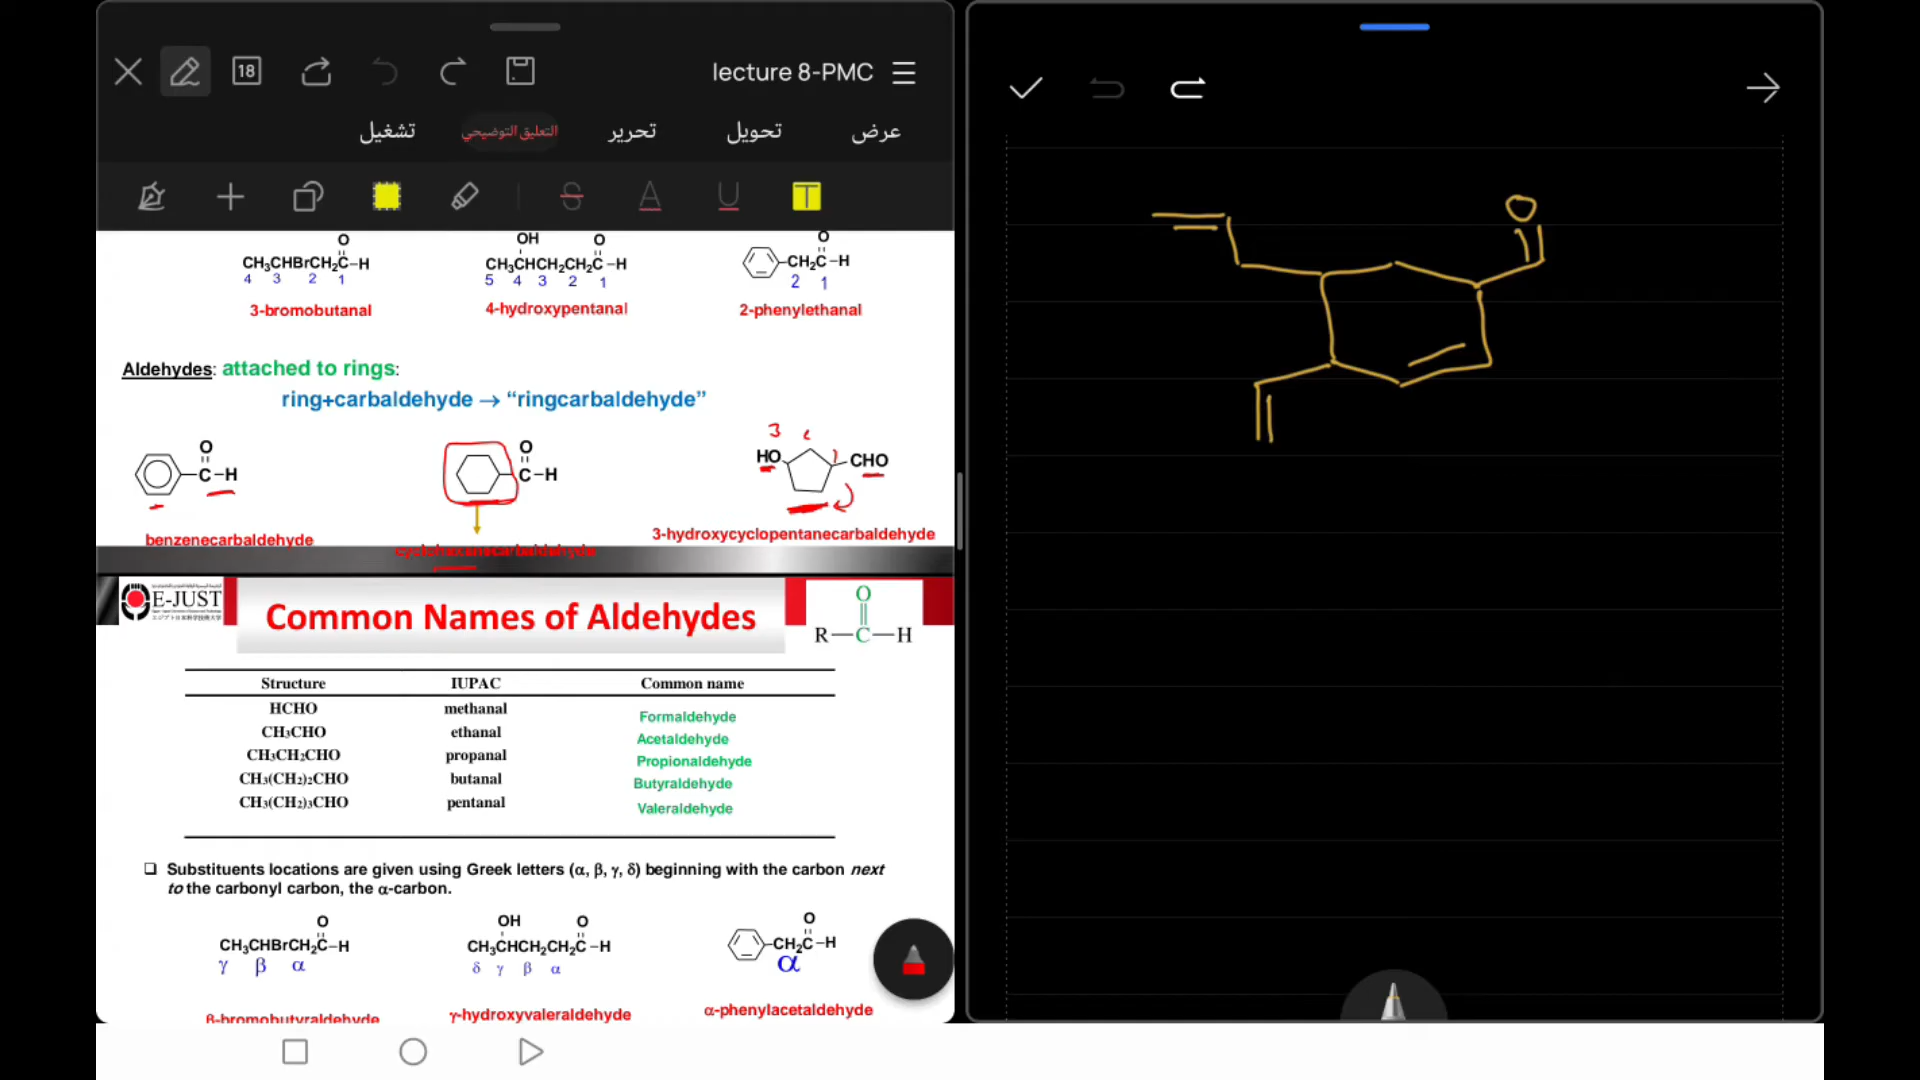 18
lecture 8-PMC
عرض تحويل تحرير التعليق التوضيحي تشغيل
S A U T
O
CH₃CHBrCH₂C–H
4 3 2 1
3-bromobutanal
OH O
CH₃CHCH₂CH₂C–H
5 4 3 2 1
4-hydroxypentanal
O
CH₂C–H
2 1
2-phenylethanal
Aldehydes: attached to rings:
ring+carbaldehyde → “ringcarbaldehyde”
O
C–H
benzenecarbaldehyde
O
C–H
cyclohexanecarbaldehyde
3
1
HO CHO
3-hydroxycyclopentanecarbaldehyde
E-JUST
Common Names of Aldehydes
O
R—C—H
Structure IUPAC Common name
HCHO methanal Formaldehyde
CH₃CHO ethanal Acetaldehyde
CH₃CH₂CHO propanal Propionaldehyde
CH₃(CH₂)₂CHO butanal Butyraldehyde
CH₃(CH₂)₃CHO pentanal Valeraldehyde
❑ Substituents locations are given using Greek letters (α, β, γ, δ) beginning with the carbon next
to the carbonyl carbon, the α-carbon.
O
CH₃CHBrCH₂C–H
γ β α
β-bromobutyraldehyde
OH O
CH₃CHCH₂CH₂C–H
δ γ β α
γ-hydroxyvaleraldehyde
O
CH₂C–H
α
α-phenylacetaldehyde
O